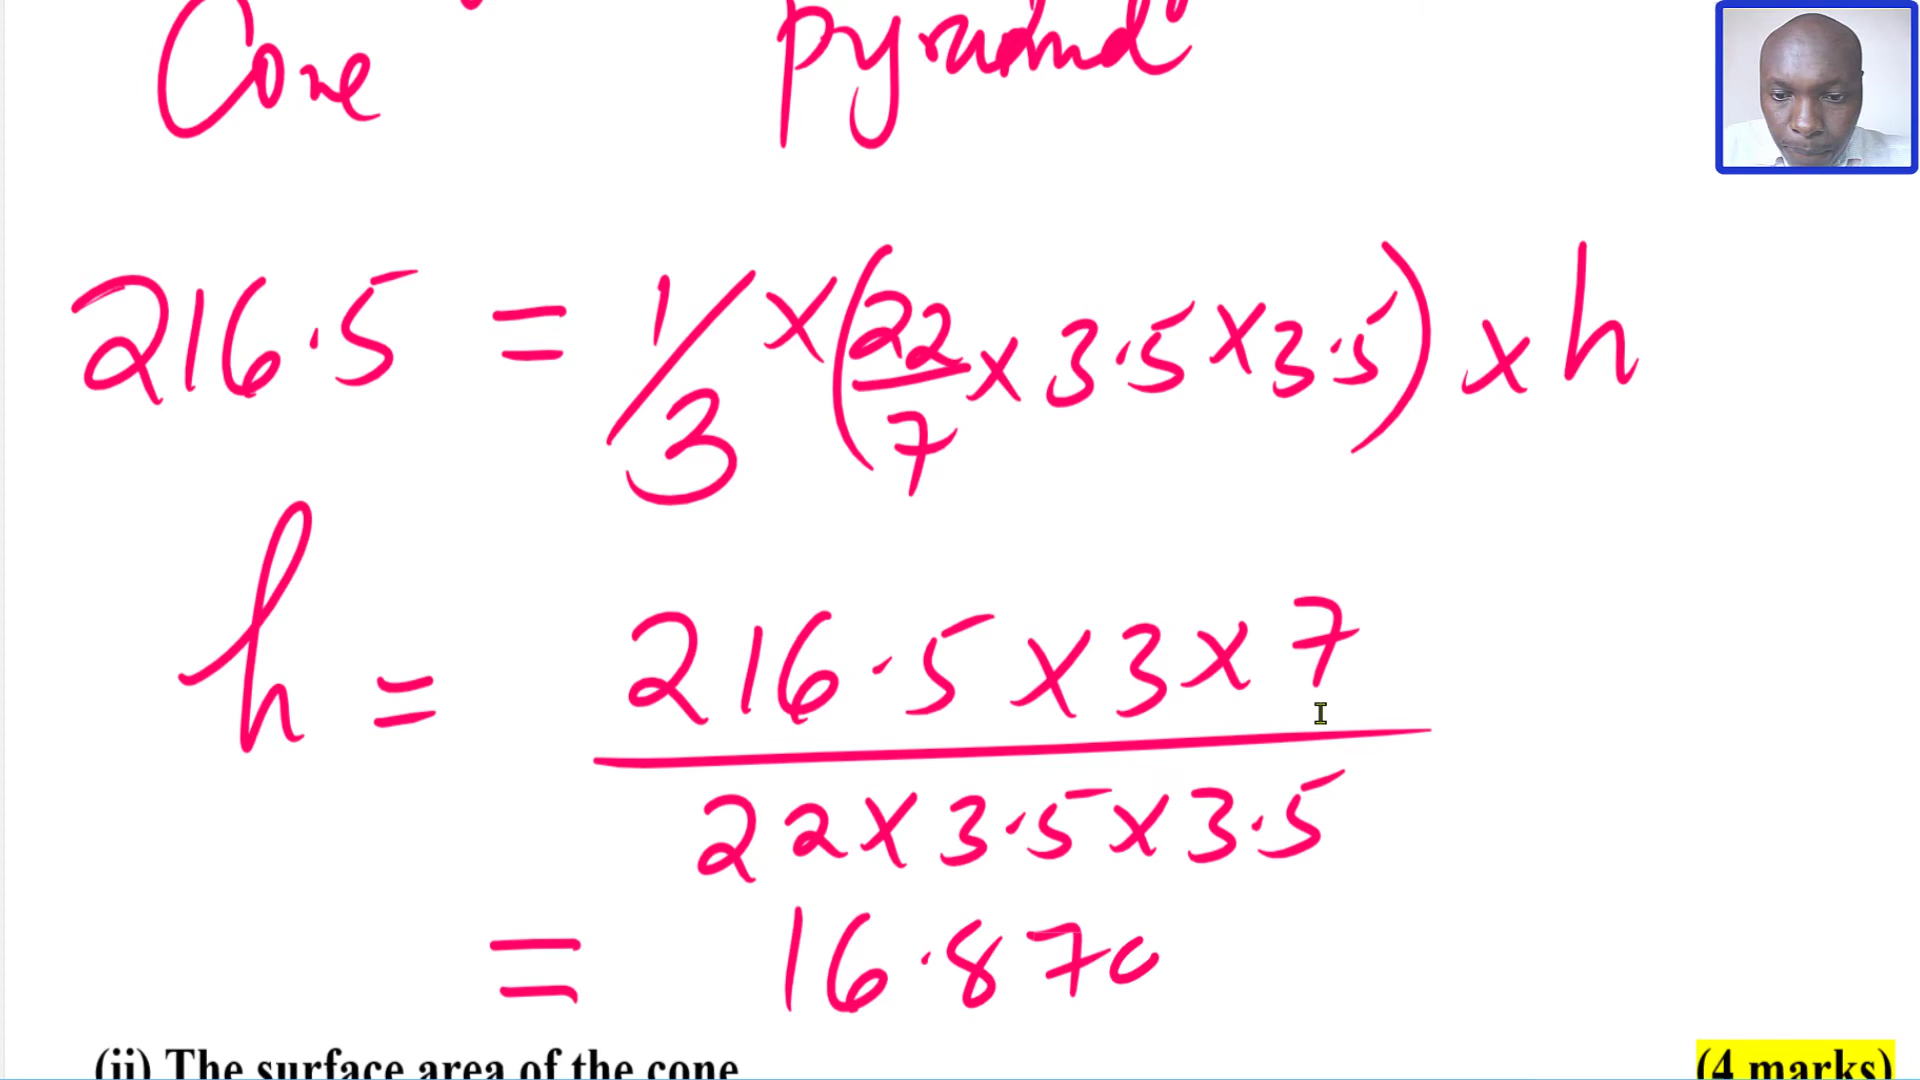 Cone pyramid
216.5 = 1/3 × (22/7 × 3.5 × 3.5) × h
h = 216.5 × 3 × 7
22 × 3.5 × 3.5
= 16.870
(ii) The surface area of the cone (4 marks)